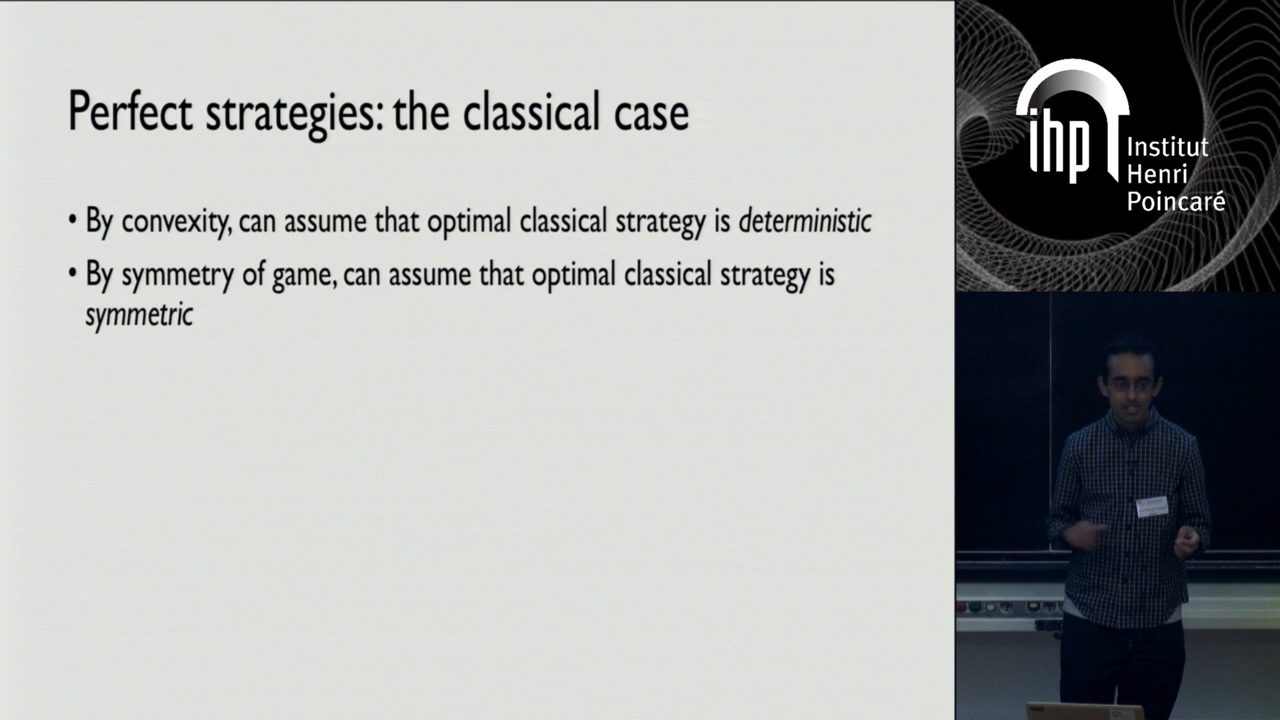 Perfect strategies: the classical case
• By convexity, can assume that optimal classical strategy is deterministic
• By symmetry of game, can assume that optimal classical strategy is
symmetric
ihp
Institut
Henri
Poincaré